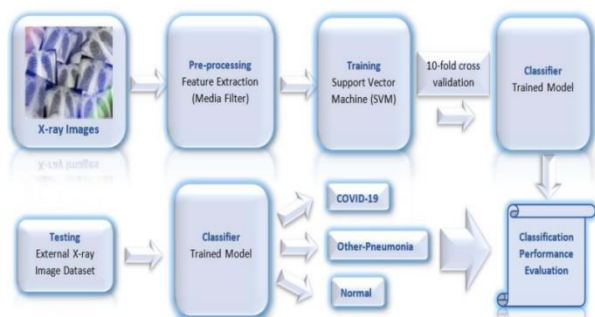 X-ray Images
Pre-processing
Feature Extraction
(Media Filter)
Training
Support Vector
Machine (SVM)
10-fold cross
validation
Classifier
Trained Model
Testing
External X-ray
Image Dataset
Classifier
Trained Model
COVID-19
Other-Pneumonia
Normal
Classification
Performance
Evaluation